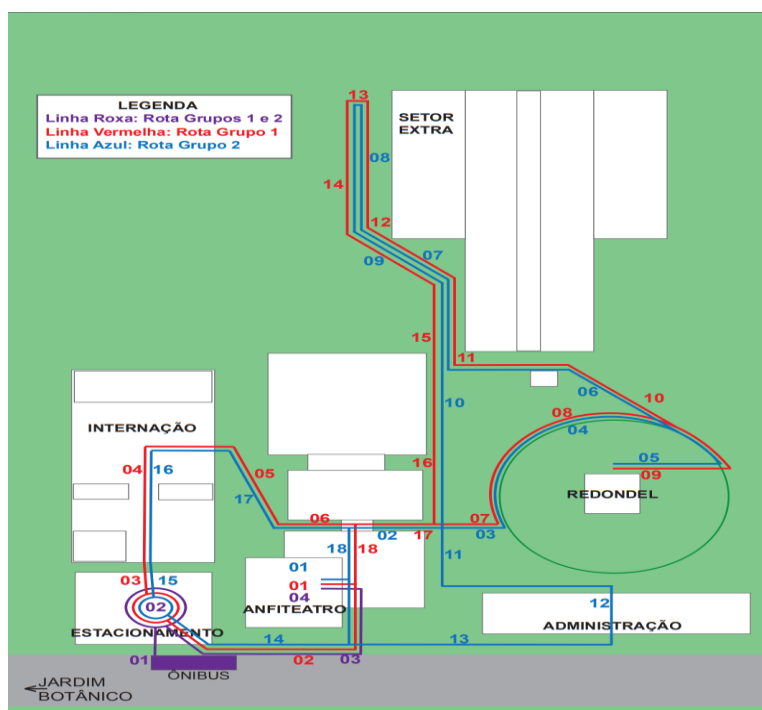 LEGENDA
Linha Roxa: Rota Grupos 1 e 2
Linha Vermelha: Rota Grupo 1
Linha Azul: Rota Grupo 2
13
SETOR
EXTRA
08
14
12
07
09
15
11
10
06
10
08
04
INTERNAÇÃO
04
16
05
16
05
09
17
REDONDEL
06
02
17
07
03
18
18
11
01
01
04
ANFITEATRO
03
15
02
ESTACIONAMENTO
12
ADMINISTRAÇÃO
14
13
01
02
03
ÔNIBUS
JARDIM
BOTÂNICO